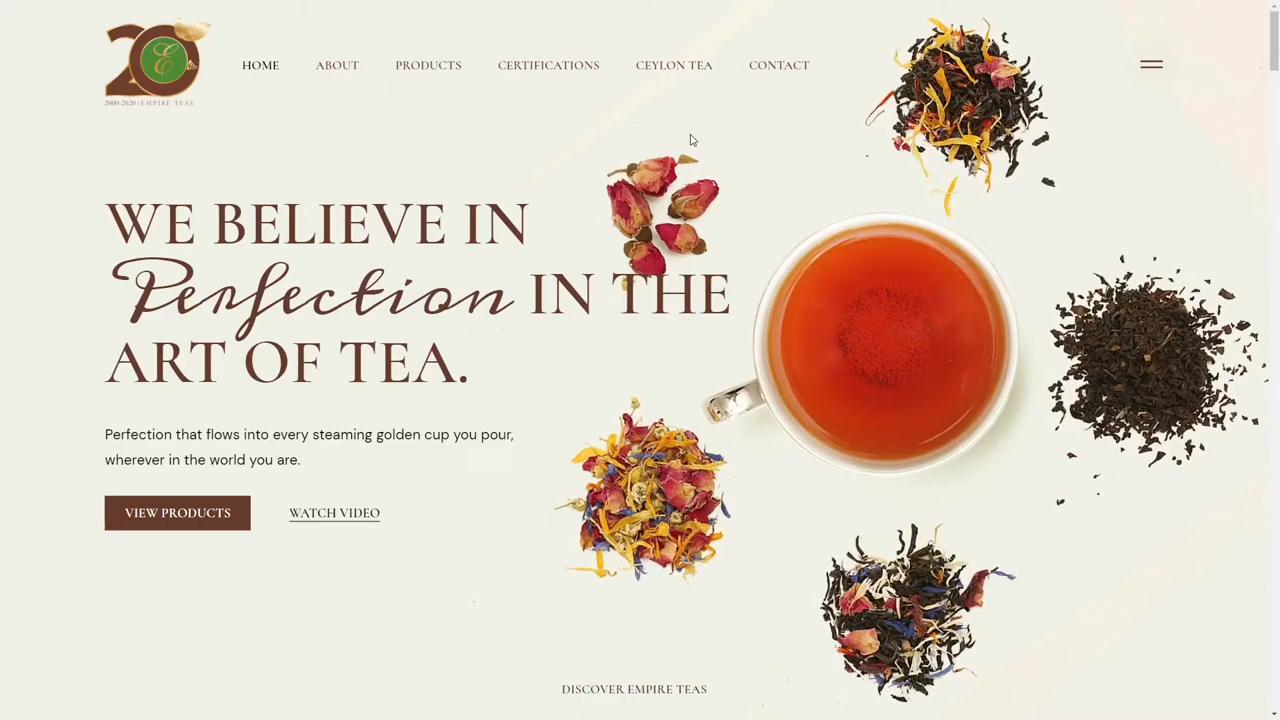 20
E
2000-2020 | EMPIRE TEAS
HOME
ABOUT
PRODUCTS
CERTIFICATIONS
CEYLON TEA
CONTACT
WE BELIEVE IN
Perfection IN THE
ART OF TEA.
Perfection that flows into every steaming golden cup you pour,
wherever in the world you are.
VIEW PRODUCTS
WATCH VIDEO
DISCOVER EMPIRE TEAS